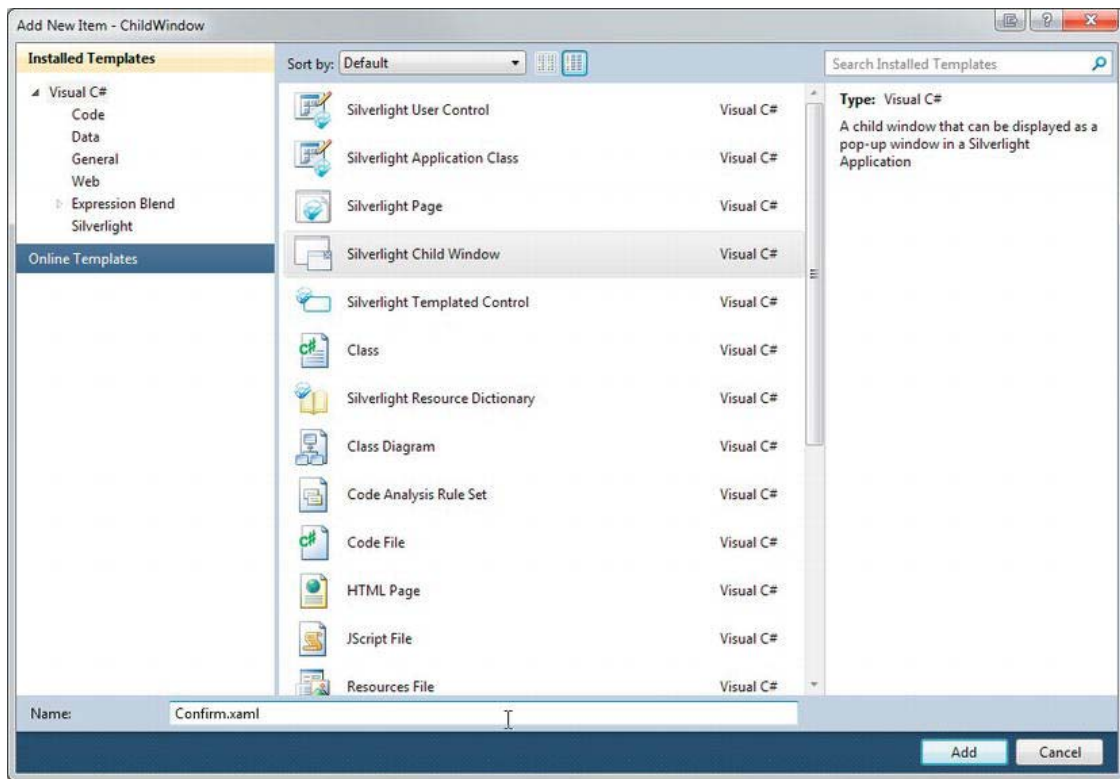 Add New Item - ChildWindow
Installed Templates
Visual C#
Code
Data
General
Web
Expression Blend
Silverlight
Online Templates
Sort by: Default
Silverlight User Control Visual C#
Silverlight Application Class Visual C#
Silverlight Page Visual C#
Silverlight Child Window Visual C#
Silverlight Templated Control Visual C#
Class Visual C#
Silverlight Resource Dictionary Visual C#
Class Diagram Visual C#
Code Analysis Rule Set Visual C#
Code File Visual C#
HTML Page Visual C#
JScript File Visual C#
Resources File Visual C#
Search Installed Templates
Type: Visual C#
A child window that can be displayed as a
pop-up window in a Silverlight
Application
Name: Confirm.xaml
Add Cancel